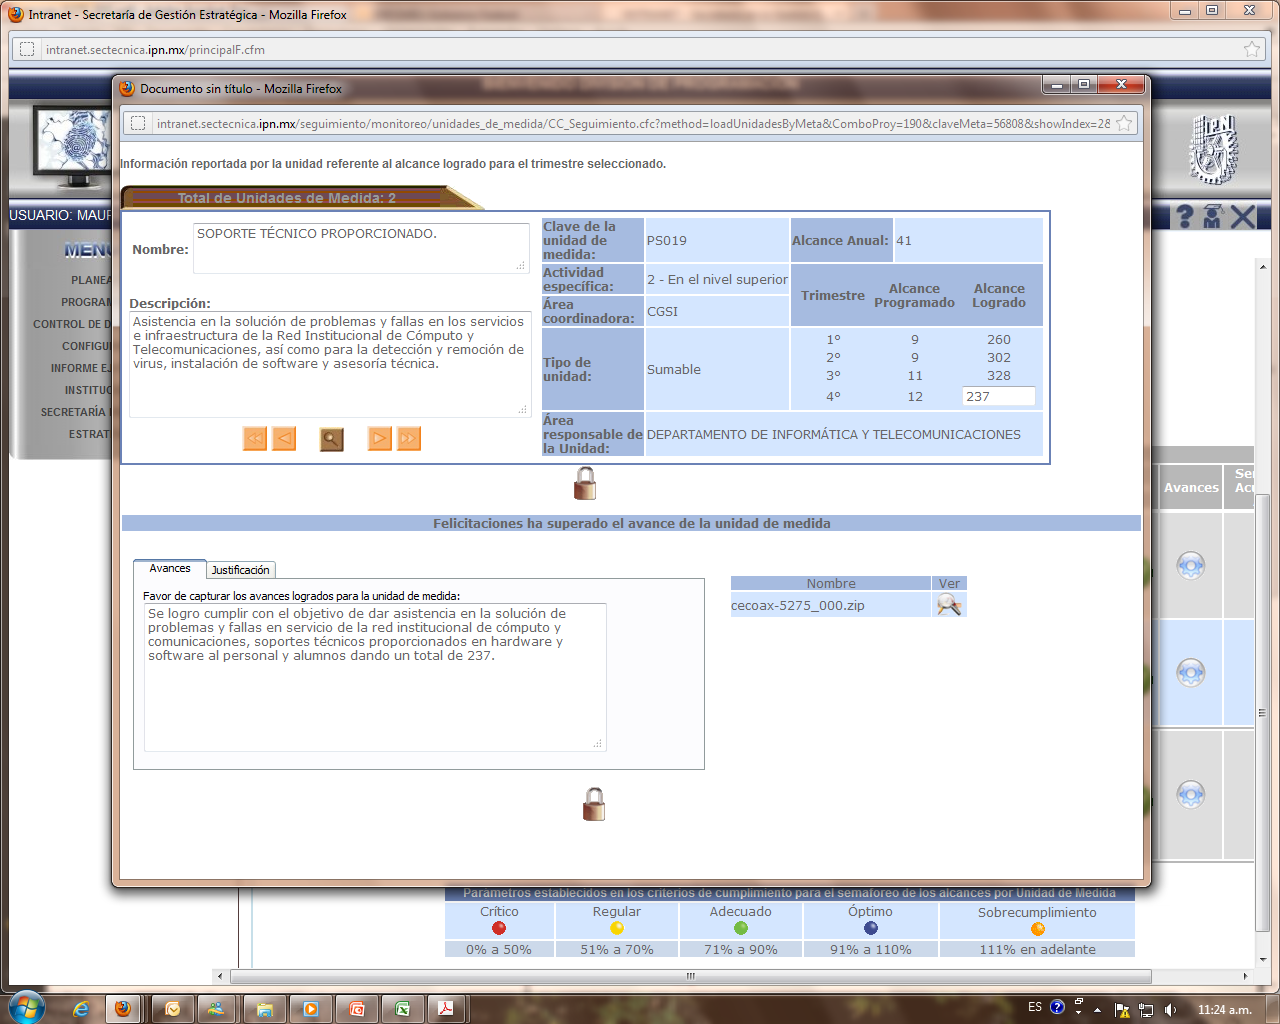 Intranet - Secretaría de Gestión Estratégica - Mozilla Firefox
intranet.sectecnica.ipn.mx/principalF.cfm
Documento sin título - Mozilla Firefox
intranet.sectecnica.ipn.mx/seguimiento/monitoreo/unidades_de_medida/CC_Seguimiento.cfc?method=loadUnidadesByMeta&ComboProy=190&claveMeta=56808&showIndex=28
Información reportada por la unidad referente al alcance logrado para el trimestre seleccionado.
Total de Unidades de Medida: 2
USUARIO: MAUR
MENÚ
PLANEA
PROGRAM
CONTROL DE D
CONFIGU
INFORME EJ
INSTITUC
SECRETARÍA
ESTRAT
Nombre:
SOPORTE TÉCNICO PROPORCIONADO.
Descripción:
Asistencia en la solución de problemas y fallas en los servicios
e infraestructura de la Red Institucional de Cómputo y
Telecomunicaciones, así como para la detección y remoción de
virus, instalación de software y asesoría técnica.
Clave de la unidad de medida:
PS019
Alcance Anual:
41
Actividad específica:
2 - En el nivel superior
Área coordinadora:
CGSI
Trimestre Alcance Programado Alcance Logrado
Tipo de unidad:
Sumable
1º 9 260
2º 9 302
3º 11 328
4º 12 237
Área responsable de la Unidad:
DEPARTAMENTO DE INFORMÁTICA Y TELECOMUNICACIONES
Felicitaciones ha superado el avance de la unidad de medida
Avances
Justificación
Favor de capturar los avances logrados para la unidad de medida:
Se logro cumplir con el objetivo de dar asistencia en la solución de
problemas y fallas en servicio de la red institucional de cómputo y
comunicaciones, soportes técnicos proporcionados en hardware y
software al personal y alumnos dando un total de 237.
Nombre Ver
cecoax-5275_000.zip
Avances
Se
Acu
Parámetros establecidos en los criterios de cumplimiento para el semaforeo de los alcances por Unidad de Medida
Crítico Regular Adecuado Óptimo Sobrecumplimiento
0% a 50% 51% a 70% 71% a 90% 91% a 110% 111% en adelante
ES
11:24 a.m.